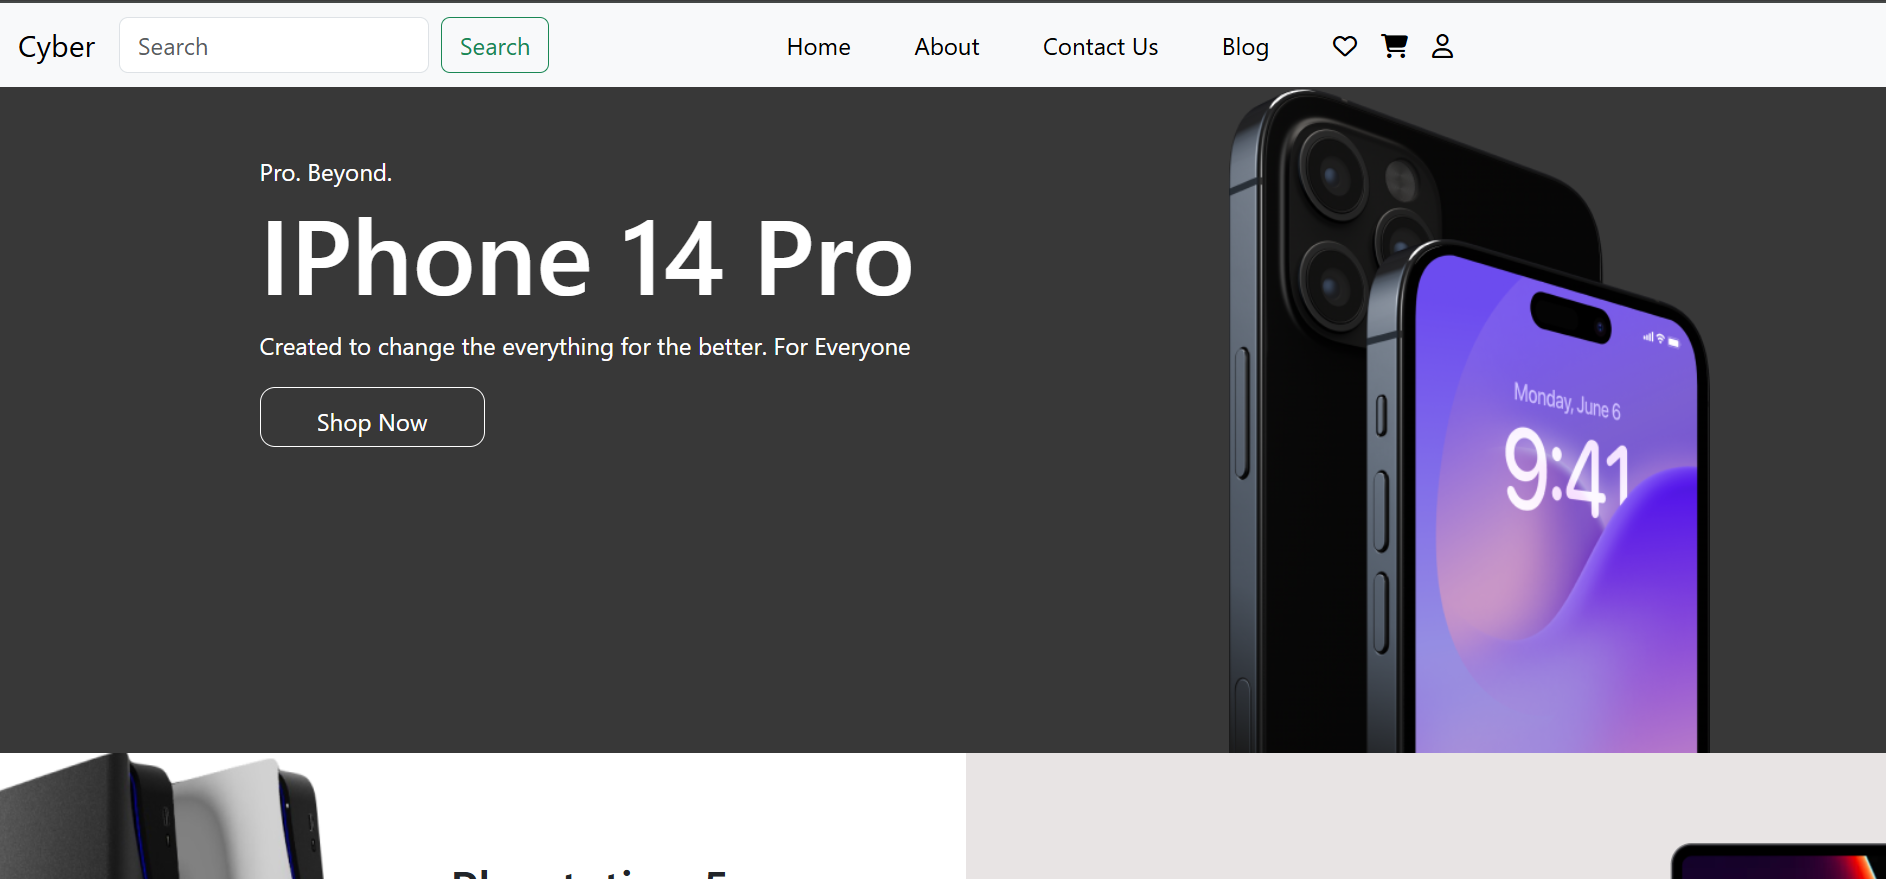 Cyber Search Search Home About Contact Us Blog
Pro. Beyond.
IPhone 14 Pro
Created to change the everything for the better. For Everyone
Shop Now
Monday, June 6
9:41